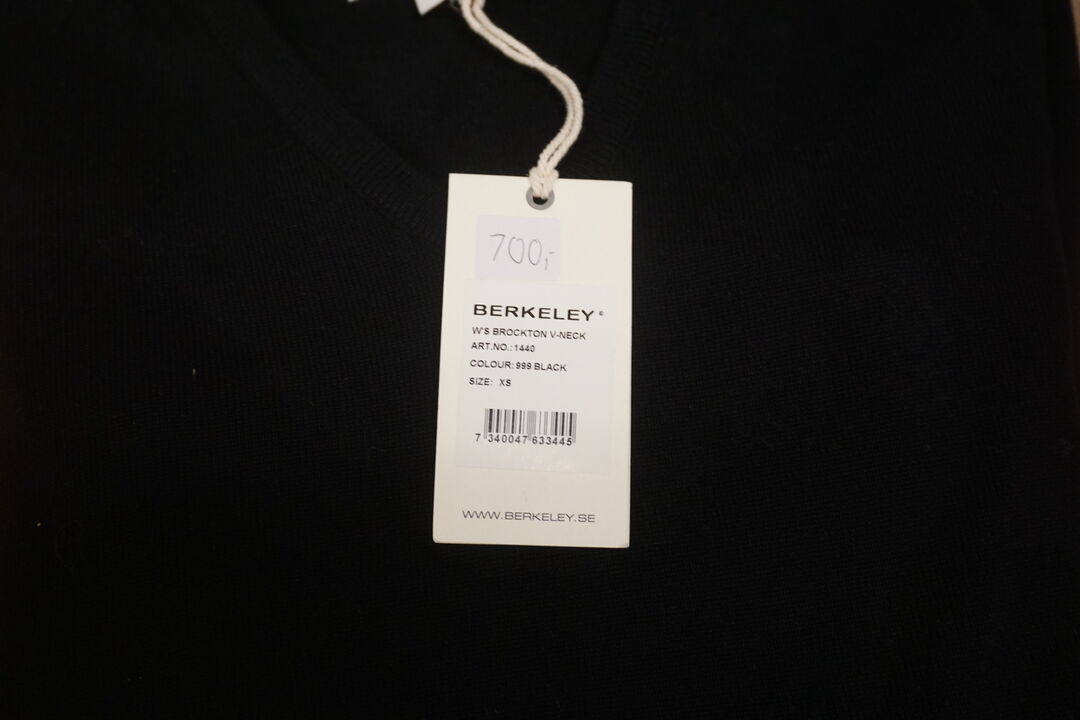 700,-
BERKELEY®
W'S BROCKTON V-NECK
ART.NO.:1440
COLOUR:999 BLACK
SIZE: XS
7 340047 633445
WWW.BERKELEY.SE